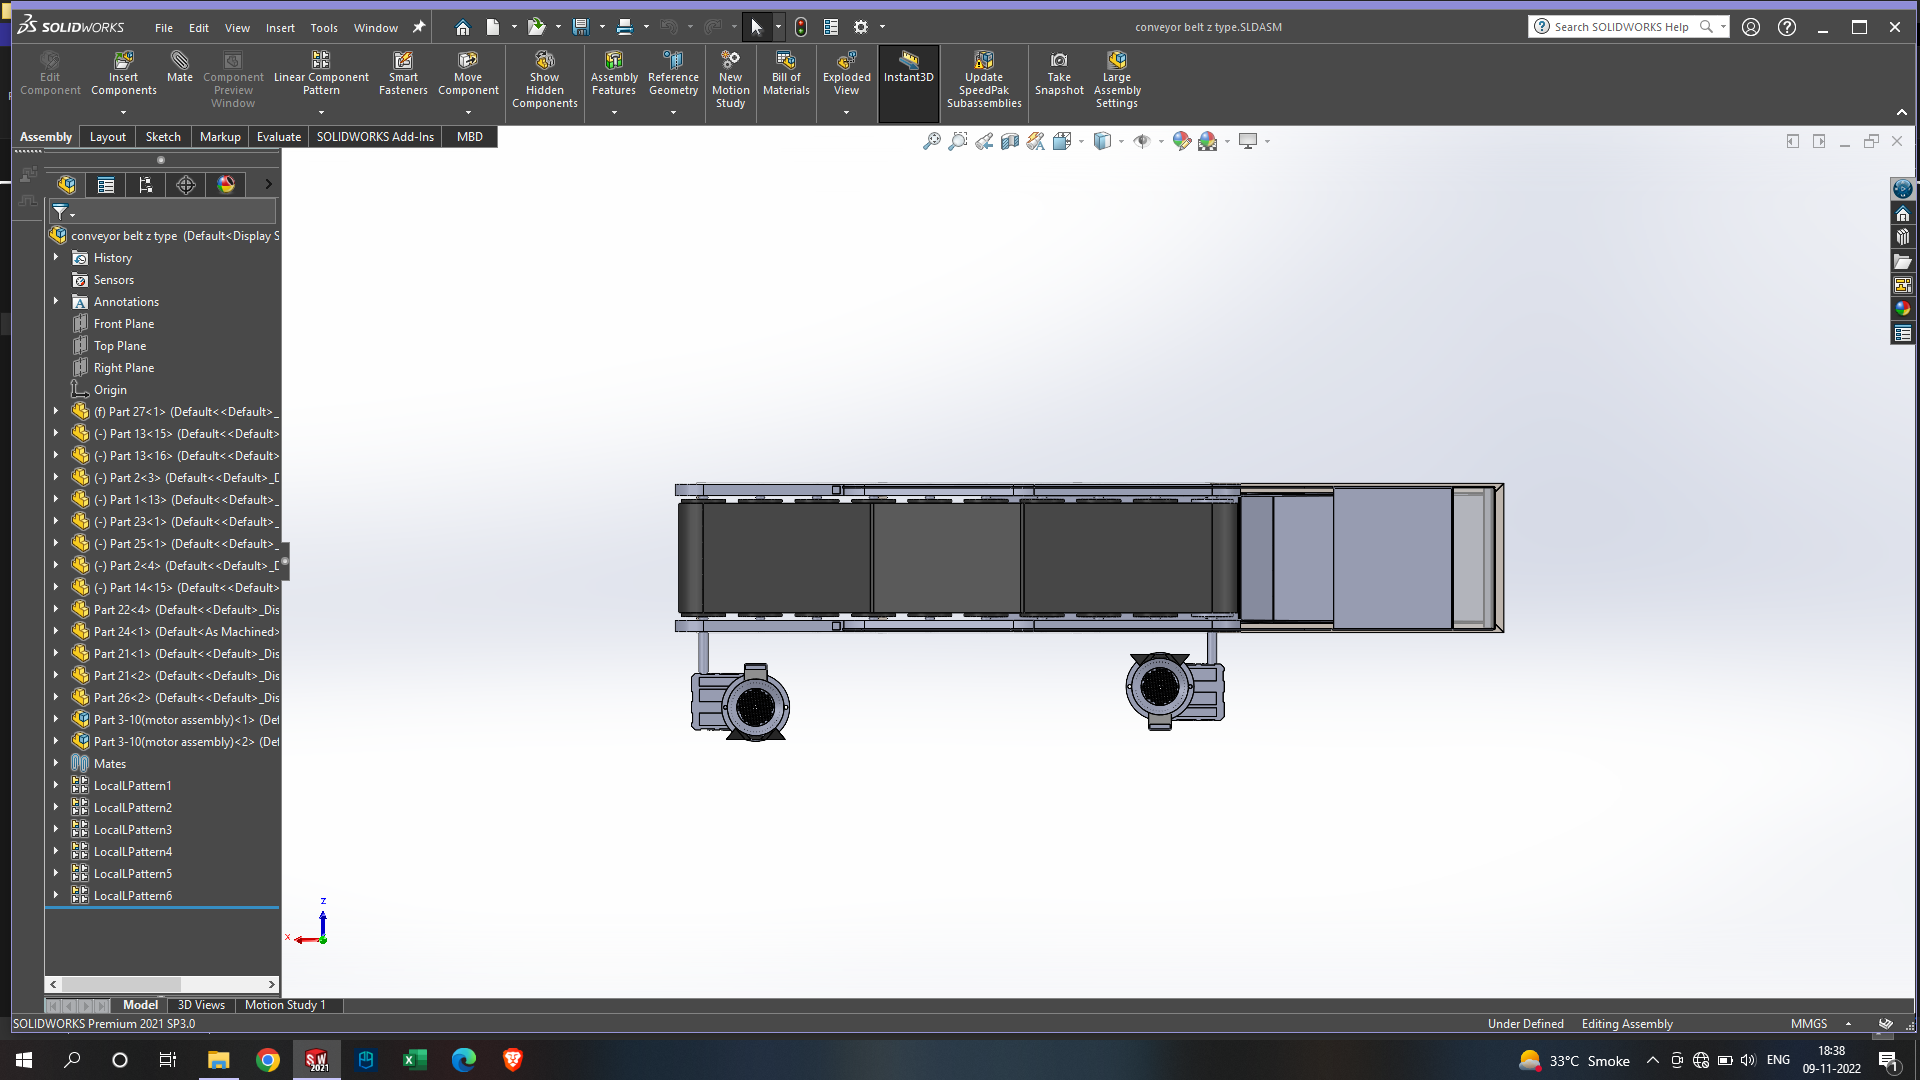 SOLIDWORKS File Edit View Insert Tools Window conveyor belt z type.SLDASM Search SOLIDWORKS Help
Edit Component
Insert Components
Mate
Component Preview Window
Linear Component Pattern
Smart Fasteners
Move Component
Show Hidden Components
Assembly Features
Reference Geometry
New Motion Study
Bill of Materials
Exploded View
Instant3D
Update SpeedPak Subassemblies
Take Snapshot
Large Assembly Settings
Assembly Layout Sketch Markup Evaluate SOLIDWORKS Add-Ins MBD
conveyor belt z type (Default<Display S
History
Sensors
Annotations
Front Plane
Top Plane
Right Plane
Origin
(f) Part 27<1> (Default<<Default>_
(-) Part 13<15> (Default<<Default>
(-) Part 13<16> (Default<<Default>
(-) Part 2<3> (Default<<Default>_D
(-) Part 1<13> (Default<<Default>_
(-) Part 23<1> (Default<<Default>_
(-) Part 25<1> (Default<<Default>_
(-) Part 2<4> (Default<<Default>_D
(-) Part 14<15> (Default<<Default>
Part 22<4> (Default<<Default>_Dis
Part 24<1> (Default<As Machined>
Part 21<1> (Default<<Default>_Dis
Part 21<2> (Default<<Default>_Dis
Part 26<2> (Default<<Default>_Dis
Part 3-10(motor assembly)<1> (Def
Part 3-10(motor assembly)<2> (Def
Mates
LocalLPattern1
LocalLPattern2
LocalLPattern3
LocalLPattern4
LocalLPattern5
LocalLPattern6
z
x
Model 3D Views Motion Study 1
SOLIDWORKS Premium 2021 SP3.0 Under Defined Editing Assembly MMGS
SW 2021
33°C Smoke ENG 18:38
09-11-2022
1